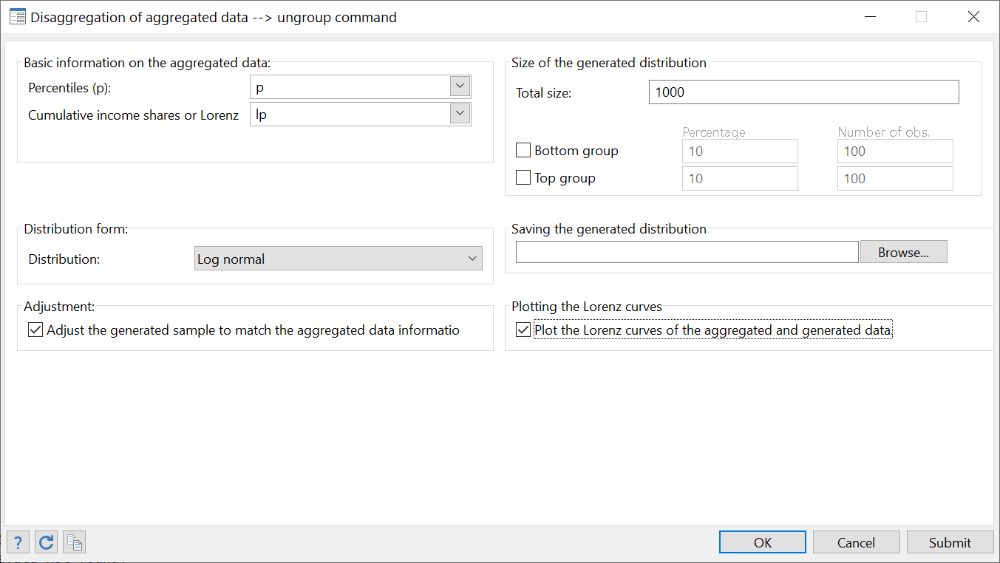 Disaggregation of aggregated data --> ungroup command
Basic information on the aggregated data:
Percentiles (p):
p
Cumulative income shares or Lorenz
lp
Size of the generated distribution
Total size:
1000
Percentage
Number of obs.
Bottom group
10
100
Top group
10
100
Distribution form:
Distribution:
Log normal
Saving the generated distribution
Browse...
Adjustment:
Adjust the generated sample to match the aggregated data informatio
Plotting the Lorenz curves
Plot the Lorenz curves of the aggregated and generated data.
?
OK
Cancel
Submit